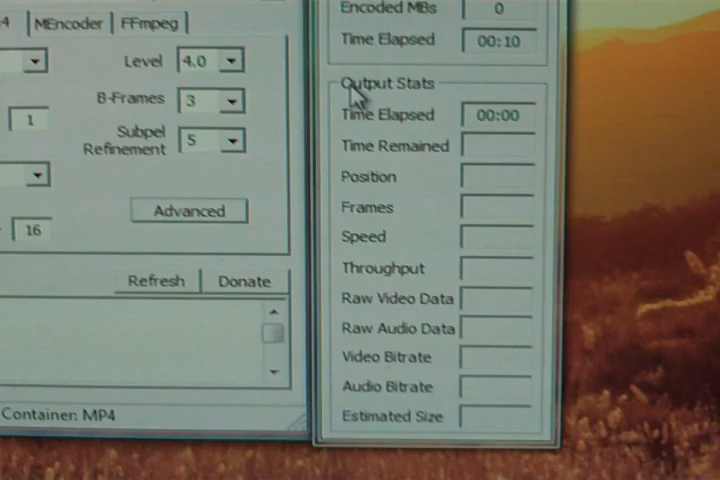 4 MEncoder FFmpeg
Level 4.0
B-Frames 3
1
Subpel Refinement 5
16
Advanced
Refresh Donate
Container: MP4
Encoded MBs 0
Time Elapsed 00:10
Output Stats
Time Elapsed 00:00
Time Remained
Position
Frames
Speed
Throughput
Raw Video Data
Raw Audio Data
Video Bitrate
Audio Bitrate
Estimated Size